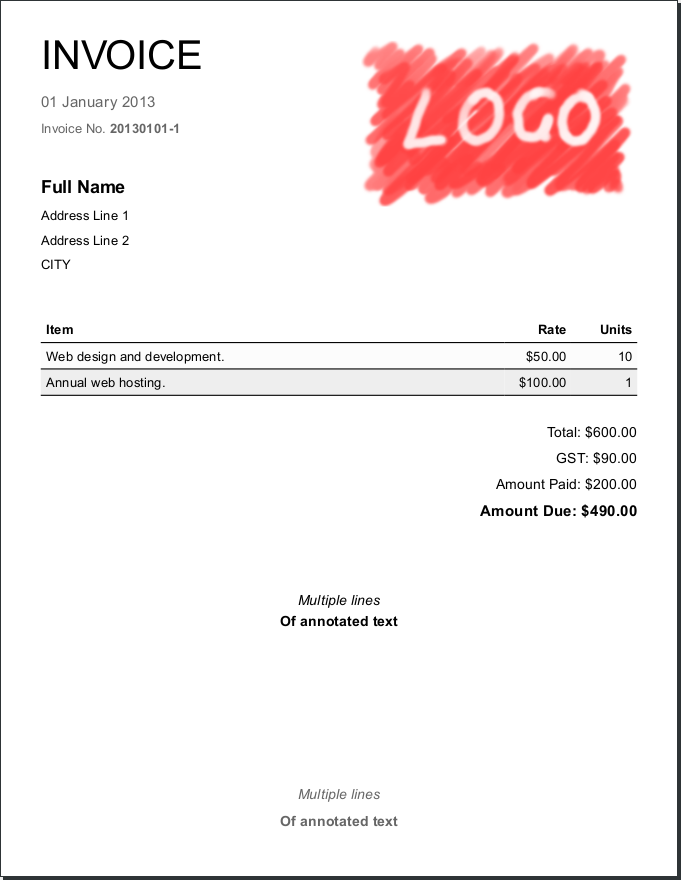 INVOICE
LOGO
01 January 2013
Invoice No. 20130101-1
Full Name
Address Line 1
Address Line 2
CITY
Item Rate Units
Web design and development. $50.00 10
Annual web hosting. $100.00 1
Total: $600.00
GST: $90.00
Amount Paid: $200.00
Amount Due: $490.00
Multiple lines
Of annotated text
Multiple lines
Of annotated text